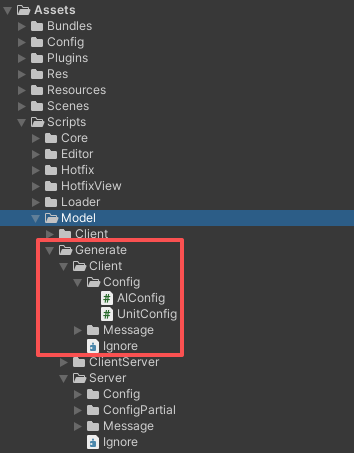 Assets
Bundles
Config
Plugins
Res
Resources
Scenes
Scripts
Core
Editor
Hotfix
HotfixView
Loader
Model
Client
Generate
Client
Config
AIConfig
UnitConfig
Message
Ignore
ClientServer
Server
Config
ConfigPartial
Message
Ignore